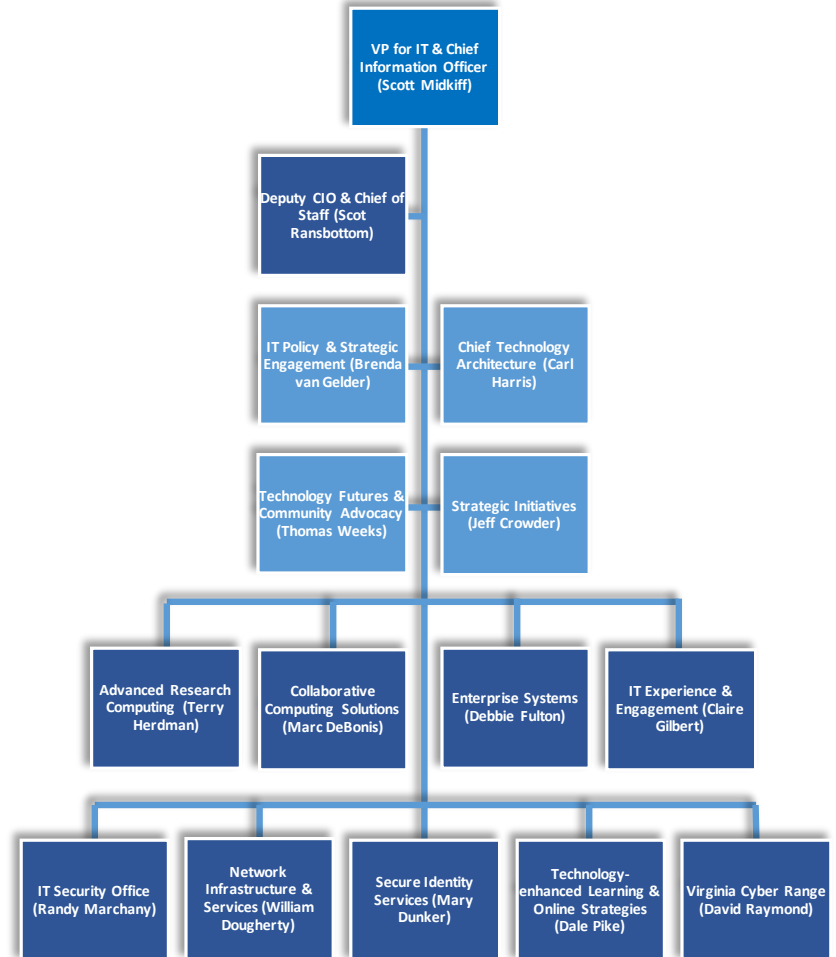 VP for IT & Chief
Information Officer
(Scott Midkiff)
Deputy CIO & Chief of
Staff (Scot
Ransbottom)
IT Policy & Strategic
Engagement (Brenda
van Gelder)
Chief Technology
Architecture (Carl
Harris)
Technology Futures &
Community Advocacy
(Thomas Weeks)
Strategic Initiatives
(Jeff Crowder)
Advanced Research
Computing (Terry
Herdman)
Collaborative
Computing Solutions
(Marc DeBonis)
Enterprise Systems
(Debbie Fulton)
IT Experience &
Engagement (Claire
Gilbert)
IT Security Office
(Randy Marchany)
Network
Infrastructure &
Services (William
Dougherty)
Secure Identity
Services (Mary
Dunker)
Technology-
enhanced Learning &
Online Strategies
(Dale Pike)
Virginia Cyber Range
(David Raymond)